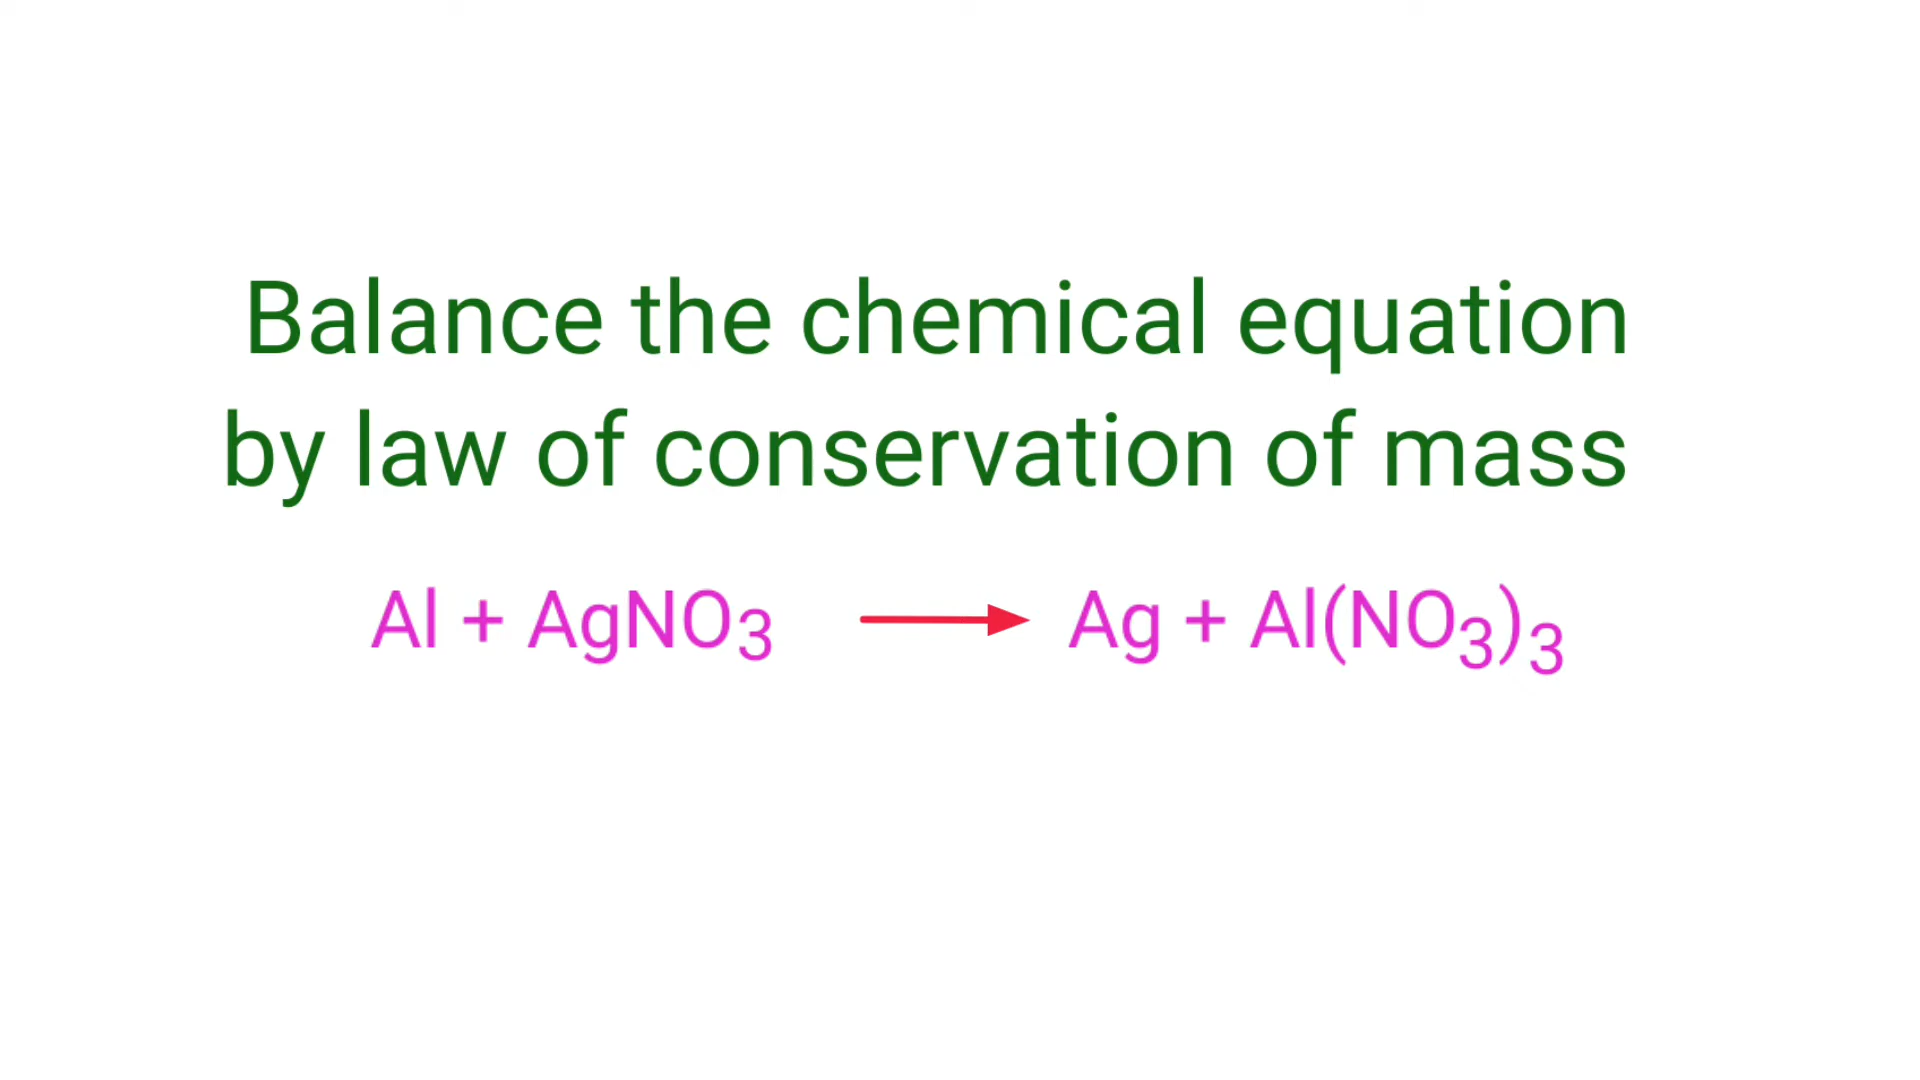 Balance the chemical equation
by law of conservation of mass
Al + AgNO₃ → Ag + Al(NO₃)₃